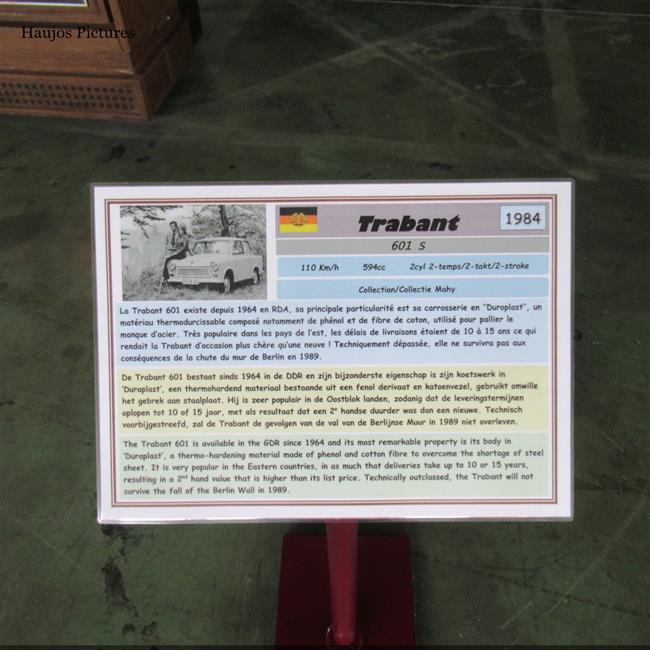 Haujos Pictures
Trabant
1984
601 S
110 Km/h 594cc 2cyl 2-temps/2-takt/2-stroke
Collection/Collectie Mahy
La Trabant 601 existe depuis 1964 en RDA, sa principale particularité est sa carrosserie en "Duroplast", un
matériau thermodurcissable composé notamment de phénol et de fibre de coton, utilisé pour pallier le
manque d'acier. Très populaire dans les pays de l'est, les délais de livraisons étaient de 10 à 15 ans ce qui
rendait la Trabant d'occasion plus chère qu'une neuve ! Techniquement dépassée, elle ne survivra pas aux
conséquences de la chute du mur de Berlin en 1989.
De Trabant 601 bestaat sinds 1964 in de DDR en zijn bijzonderste eigenschap is zijn koetswerk in
'Duraplast', een thermohardend materiaal bestaande uit een fenol derivaat en katoenvezel, gebruikt omwille
het gebrek aan staalplaat. Hij is zeer populair in de Oostblok landen, zodanig dat de leveringstermijnen
oplopen tot 10 of 15 jaar, met als resultaat dat een 2e handse duurder was dan een nieuwe. Technisch
voorbijgestreefd, zal de Trabant de gevolgen van de val van de Berlijnse Muur in 1989 niet overleven.
The Trabant 601 is available in the GDR since 1964 and its most remarkable property is its body in
'Duraplast', a thermo-hardening material made of phenol and cotton fibre to overcome the shortage of steel
sheet. It is very popular in the Eastern countries, in as much that deliveries take up to 10 or 15 years,
resulting in a 2nd hand value that is higher than its list price. Technically outclassed, the Trabant will not
survive the fall of the Berlin Wall in 1989.